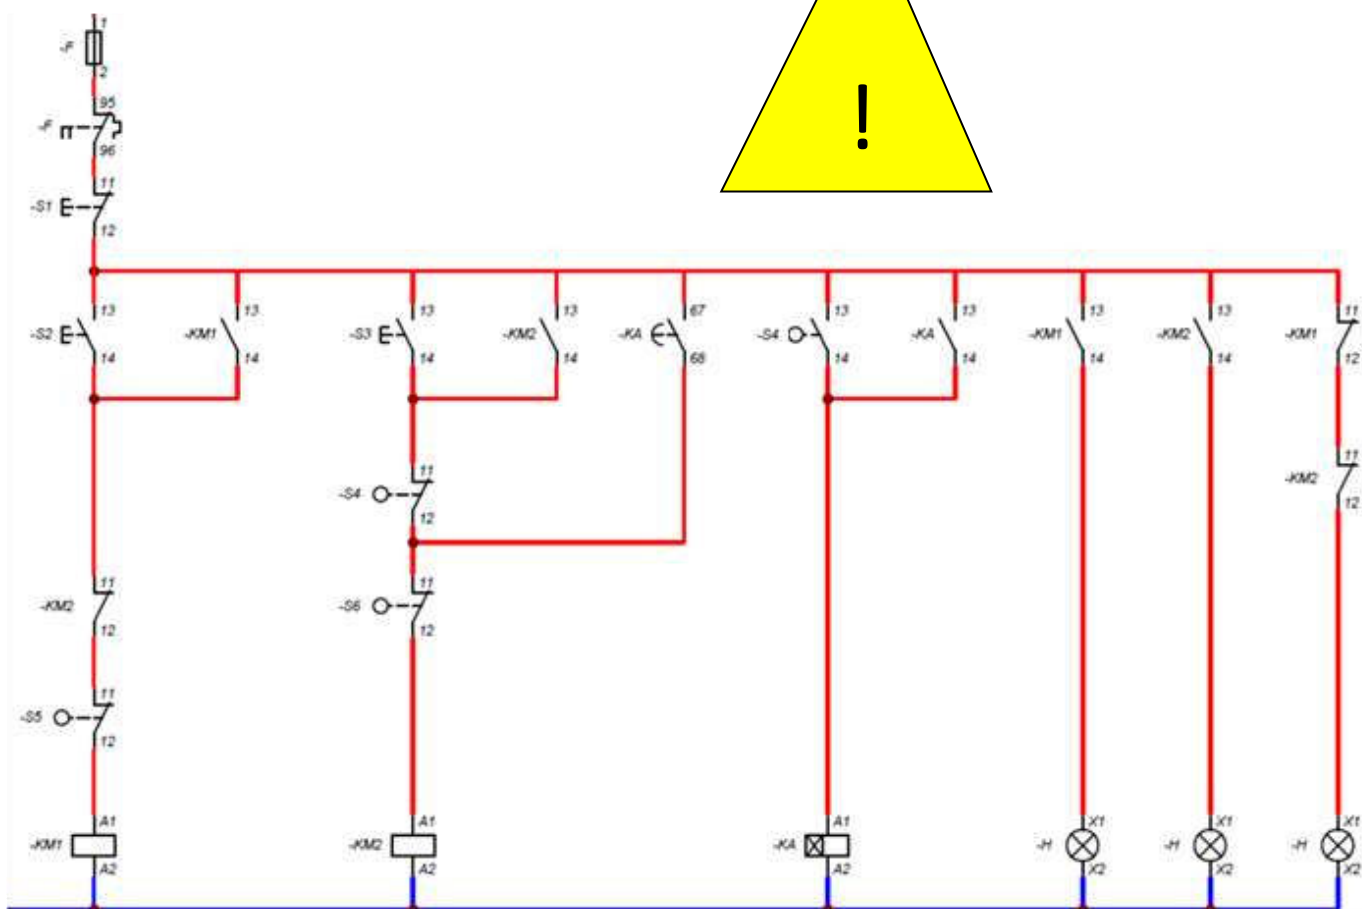 !
1
-F
2
95
-F
96
11
-S1
12
13 13 13 13 67 13 13 13 13 11
-S2 -KM1 -S3 -KM2 -KA -S4 -KA -KM1 -KM2 -KM1
14 14 14 14 68 14 14 14 14 12
11 11
-S4 -KM2
12 12
11 11
-KM2 -S6
12 12
11
-S5
12
A1 A1 A1 X1 X1 X1
-KM1 -KM2 -KA -H -H -H
A2 A2 A2 X2 X2 X2